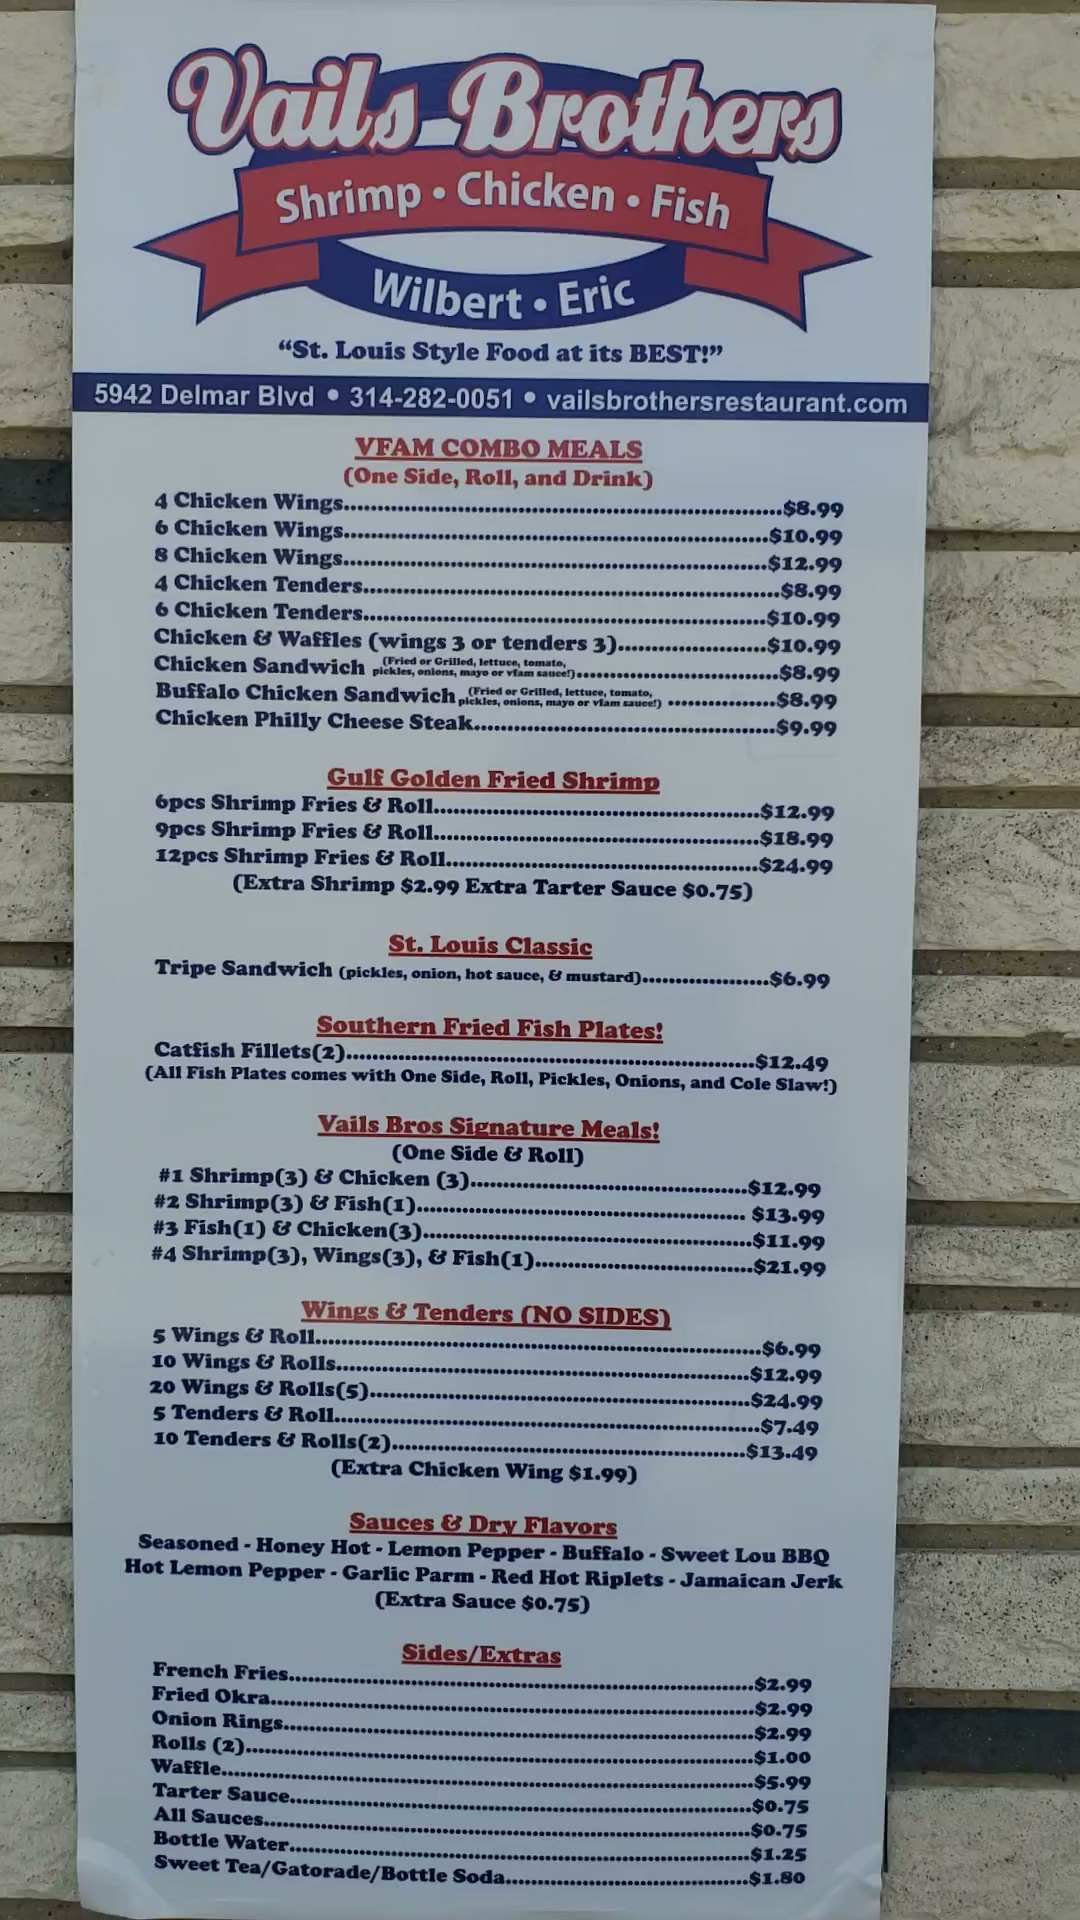 Vails Brothers
Shrimp • Chicken • Fish
Wilbert • Eric
“St. Louis Style Food at its BEST!”
5942 Delmar Blvd • 314-282-0051 • vailsbrothersrestaurant.com
VFAM COMBO MEALS
(One Side, Roll, and Drink)
4 Chicken Wings....$8.99
6 Chicken Wings....$10.99
8 Chicken Wings....$12.99
4 Chicken Tenders....$8.99
6 Chicken Tenders....$10.99
Chicken & Waffles (wings 3 or tenders 3)....$10.99
Chicken Sandwich (Fried or Grilled, lettuce, tomato, pickles, onions, mayo or vfam sauce!)....$8.99
Buffalo Chicken Sandwich (Fried or Grilled, lettuce, tomato, pickles, onions, mayo or vfam sauce!) ....$8.99
Chicken Philly Cheese Steak....$9.99
Gulf Golden Fried Shrimp
6pcs Shrimp Fries & Roll....$12.99
9pcs Shrimp Fries & Roll....$18.99
12pcs Shrimp Fries & Roll....$24.99
(Extra Shrimp $2.99 Extra Tarter Sauce $0.75)
St. Louis Classic
Tripe Sandwich (pickles, onion, hot sauce, & mustard)....$6.99
Southern Fried Fish Plates!
Catfish Fillets(2)....$12.49
(All Fish Plates comes with One Side, Roll, Pickles, Onions, and Cole Slaw!)
Vails Bros Signature Meals!
(One Side & Roll)
#1 Shrimp(3) & Chicken (3)....$12.99
#2 Shrimp(3) & Fish(1).... $13.99
#3 Fish(1) & Chicken(3)....$11.99
#4 Shrimp(3), Wings(3), & Fish(1)....$21.99
Wings & Tenders (NO SIDES)
5 Wings & Roll....$6.99
10 Wings & Rolls....$12.99
20 Wings & Rolls(5)....$24.99
5 Tenders & Roll....$7.49
10 Tenders & Rolls(2)....$13.49
(Extra Chicken Wing $1.99)
Sauces & Dry Flavors
Seasoned - Honey Hot - Lemon Pepper - Buffalo - Sweet Lou BBQ
Hot Lemon Pepper - Garlic Parm - Red Hot Riplets - Jamaican Jerk
(Extra Sauce $0.75)
Sides/Extras
French Fries....$2.99
Fried Okra....$2.99
Onion Rings....$2.99
Rolls (2)....$1.00
Waffle....$5.99
Tarter Sauce....$0.75
All Sauces....$0.75
Bottle Water....$1.25
Sweet Tea/Gatorade/Bottle Soda....$1.80